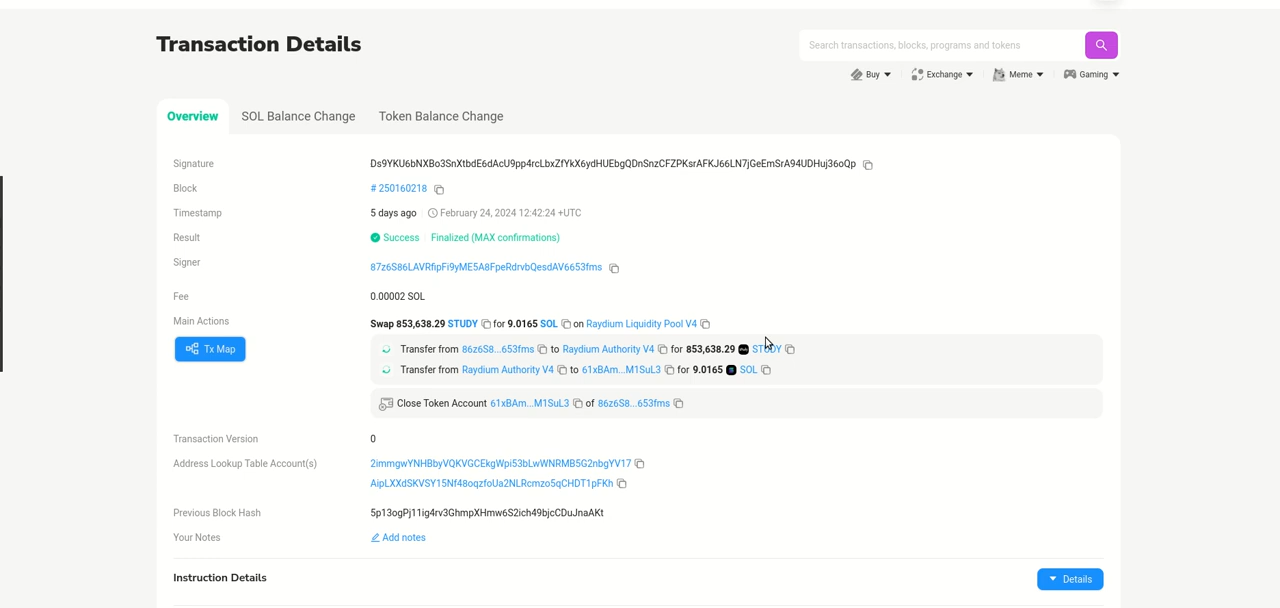 Transaction Details
Search transactions, blocks, programs and tokens
Buy Exchange Meme Gaming
Overview SOL Balance Change Token Balance Change
Signature Ds9YKU6bNXBo3SnXtbdE6dAcU9pp4rcLbxZfYkX6ydHUEbgQDnSnzCFZPKsrAFKJ66LN7jGeEmSrA94UDHuj36oQp
Block # 250160218
Timestamp 5 days ago February 24, 2024 12:42:24 +UTC
Result Success Finalized (MAX confirmations)
Signer 87z6S86LAVRfipFi9yME5A8FpeRdrvbQesdAV6653fms
Fee 0.00002 SOL
Main Actions Swap 853,638.29 STUDY for 9.0165 SOL on Raydium Liquidity Pool V4
Tx Map Transfer from 86z6S8...653fms to Raydium Authority V4 for 853,638.29 STUDY
Transfer from Raydium Authority V4 to 61xBAm...M1SuL3 for 9.0165 SOL
Close Token Account 61xBAm...M1SuL3 of 86z6S8...653fms
Transaction Version 0
Address Lookup Table Account(s) 2immgwYNHBbyVQKVGCEkgWpi53bLwWNRMB5G2nbgYV17
AipLXXdSKVSY15Nf48oqzfoUa2NLRcmzo5qCHDT1pFKh
Previous Block Hash 5p13ogPj11ig4rv3GhmpXHmw6S2ich49bjcCDuJnaAKt
Your Notes Add notes
Instruction Details Details